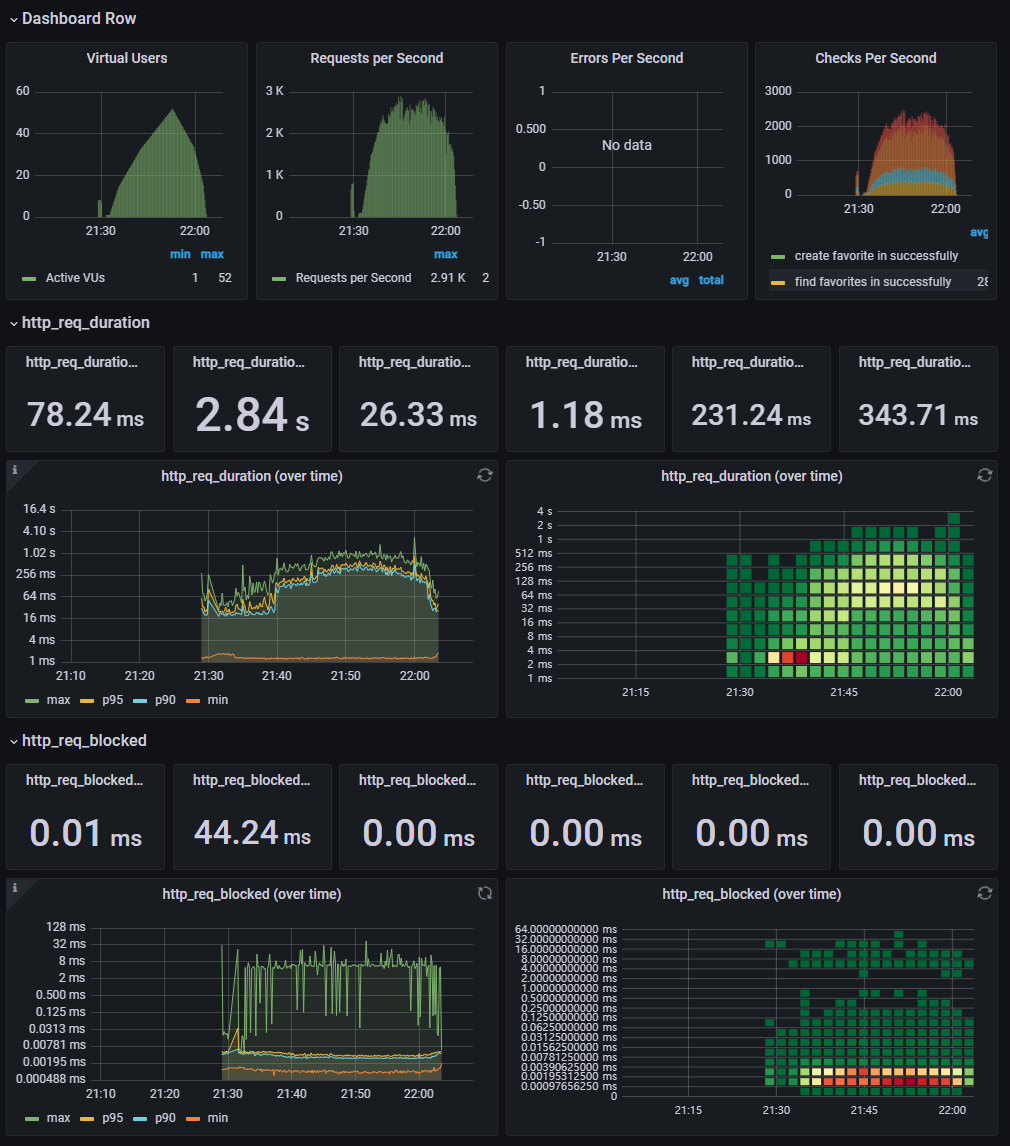 Dashboard Row
Virtual Users
60
40
20
0
21:30 22:00
min max
Active VUs 1 52
Requests per Second
3 K
2 K
1 K
0
21:30 22:00
max
Requests per Second 2.91 K 2
Errors Per Second
1
0.500
0
-0.50
-1
No data
21:30 22:00
avg total
Checks Per Second
3000
2000
1000
0
21:30 22:00
avg
create favorite in successfully
find favorites in successfully 28
http_req_duration
http_req_duratio...
78.24 ms
http_req_duratio...
2.84 s
http_req_duratio...
26.33 ms
http_req_duratio...
1.18 ms
http_req_duratio...
231.24 ms
http_req_duratio...
343.71 ms
i
http_req_duration (over time)
16.4 s
4.10 s
1.02 s
256 ms
64 ms
16 ms
4 ms
1 ms
21:10 21:20 21:30 21:40 21:50 22:00
max p95 p90 min
http_req_duration (over time)
4 s
2 s
1 s
512 ms
256 ms
128 ms
64 ms
32 ms
16 ms
8 ms
4 ms
2 ms
1 ms
21:15 21:30 21:45 22:00
http_req_blocked
http_req_blocked...
0.01 ms
http_req_blocked...
44.24 ms
http_req_blocked...
0.00 ms
http_req_blocked...
0.00 ms
http_req_blocked...
0.00 ms
http_req_blocked...
0.00 ms
i
http_req_blocked (over time)
128 ms
32 ms
8 ms
2 ms
0.500 ms
0.125 ms
0.0313 ms
0.00781 ms
0.00195 ms
0.000488 ms
21:10 21:20 21:30 21:40 21:50 22:00
max p95 p90 min
http_req_blocked (over time)
64.00000000000 ms
32.00000000000 ms
16.00000000000 ms
8.00000000000 ms
4.00000000000 ms
2.00000000000 ms
1.00000000000 ms
0.50000000000 ms
0.25000000000 ms
0.12500000000 ms
0.06250000000 ms
0.03125000000 ms
0.01562500000 ms
0.00781250000 ms
0.00390625000 ms
0.00195312500 ms
0.00097656250 ms
0
21:15 21:30 21:45 22:00